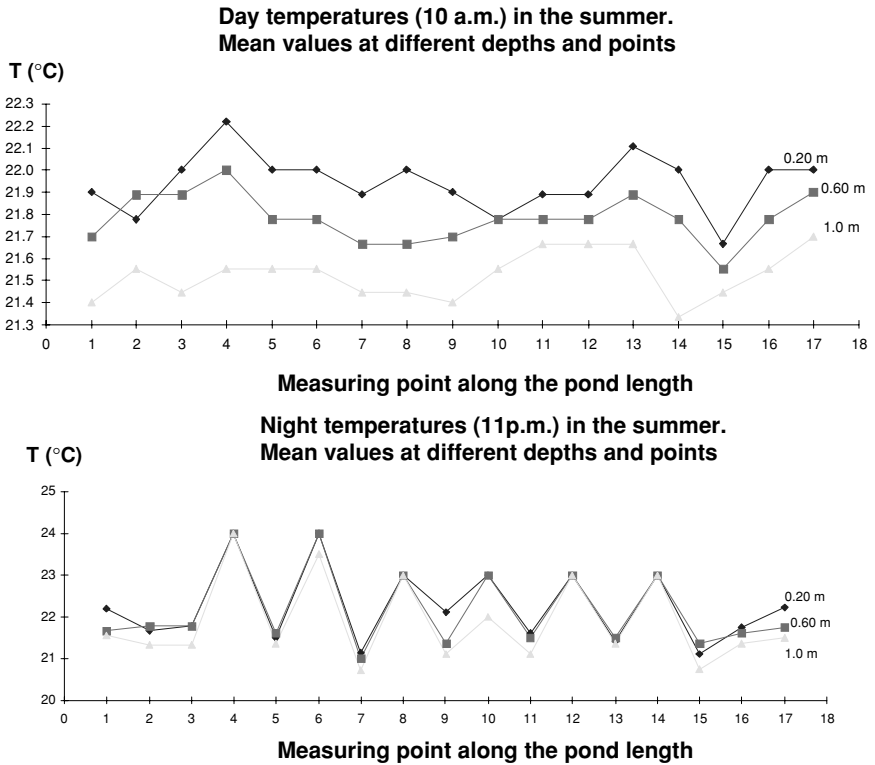 Day temperatures (10 a.m.) in the summer.
Mean values at different depths and points
T (°C)
22.3
22.2
22.1
22.0
21.9
21.8
21.7
21.6
21.5
21.4
21.3
0.20 m
0.60 m
1.0 m
0 1 2 3 4 5 6 7 8 9 10 11 12 13 14 15 16 17 18
Measuring point along the pond length
Night temperatures (11p.m.) in the summer.
Mean values at different depths and points
T (°C)
25
24
23
22
21
20
0.20 m
0.60 m
1.0 m
0 1 2 3 4 5 6 7 8 9 10 11 12 13 14 15 16 17 18
Measuring point along the pond length